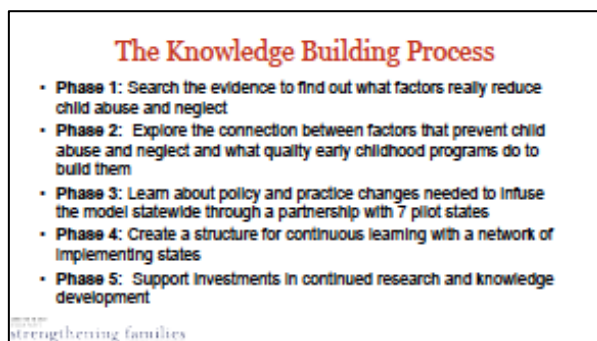 The Knowledge Building Process
• Phase 1: Search the evidence to find out what factors really reduce
child abuse and neglect
• Phase 2: Explore the connection between factors that prevent child
abuse and neglect and what quality early childhood programs do to
build them
• Phase 3: Learn about policy and practice changes needed to infuse
the model statewide through a partnership with 7 pilot states
• Phase 4: Create a structure for continuous learning with a network of
implementing states
• Phase 5: Support investments in continued research and knowledge
development
strengthening families